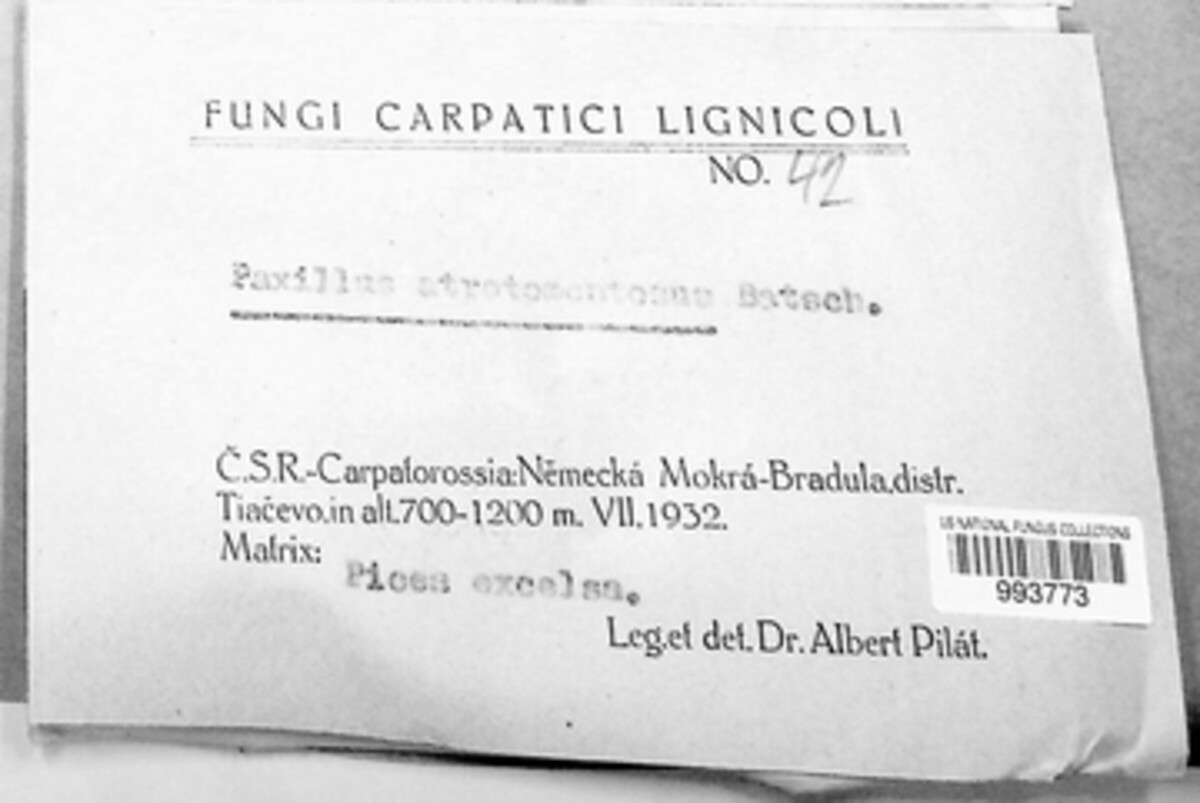 FUNGI CARPATICI LIGNICOLI
NO. 42
Paxillus atrotomentosus Batsch.
Č.S.R.-Carpatorossia:Německá Mokrá-Bradula.distr.
Tiačevo.in alt.700-1200 m. VII.1932.
Matrix:
Picea excelsa.
US NATIONAL FUNGUS COLLECTIONS
993773
Leg.et det.Dr.Albert Pilát.